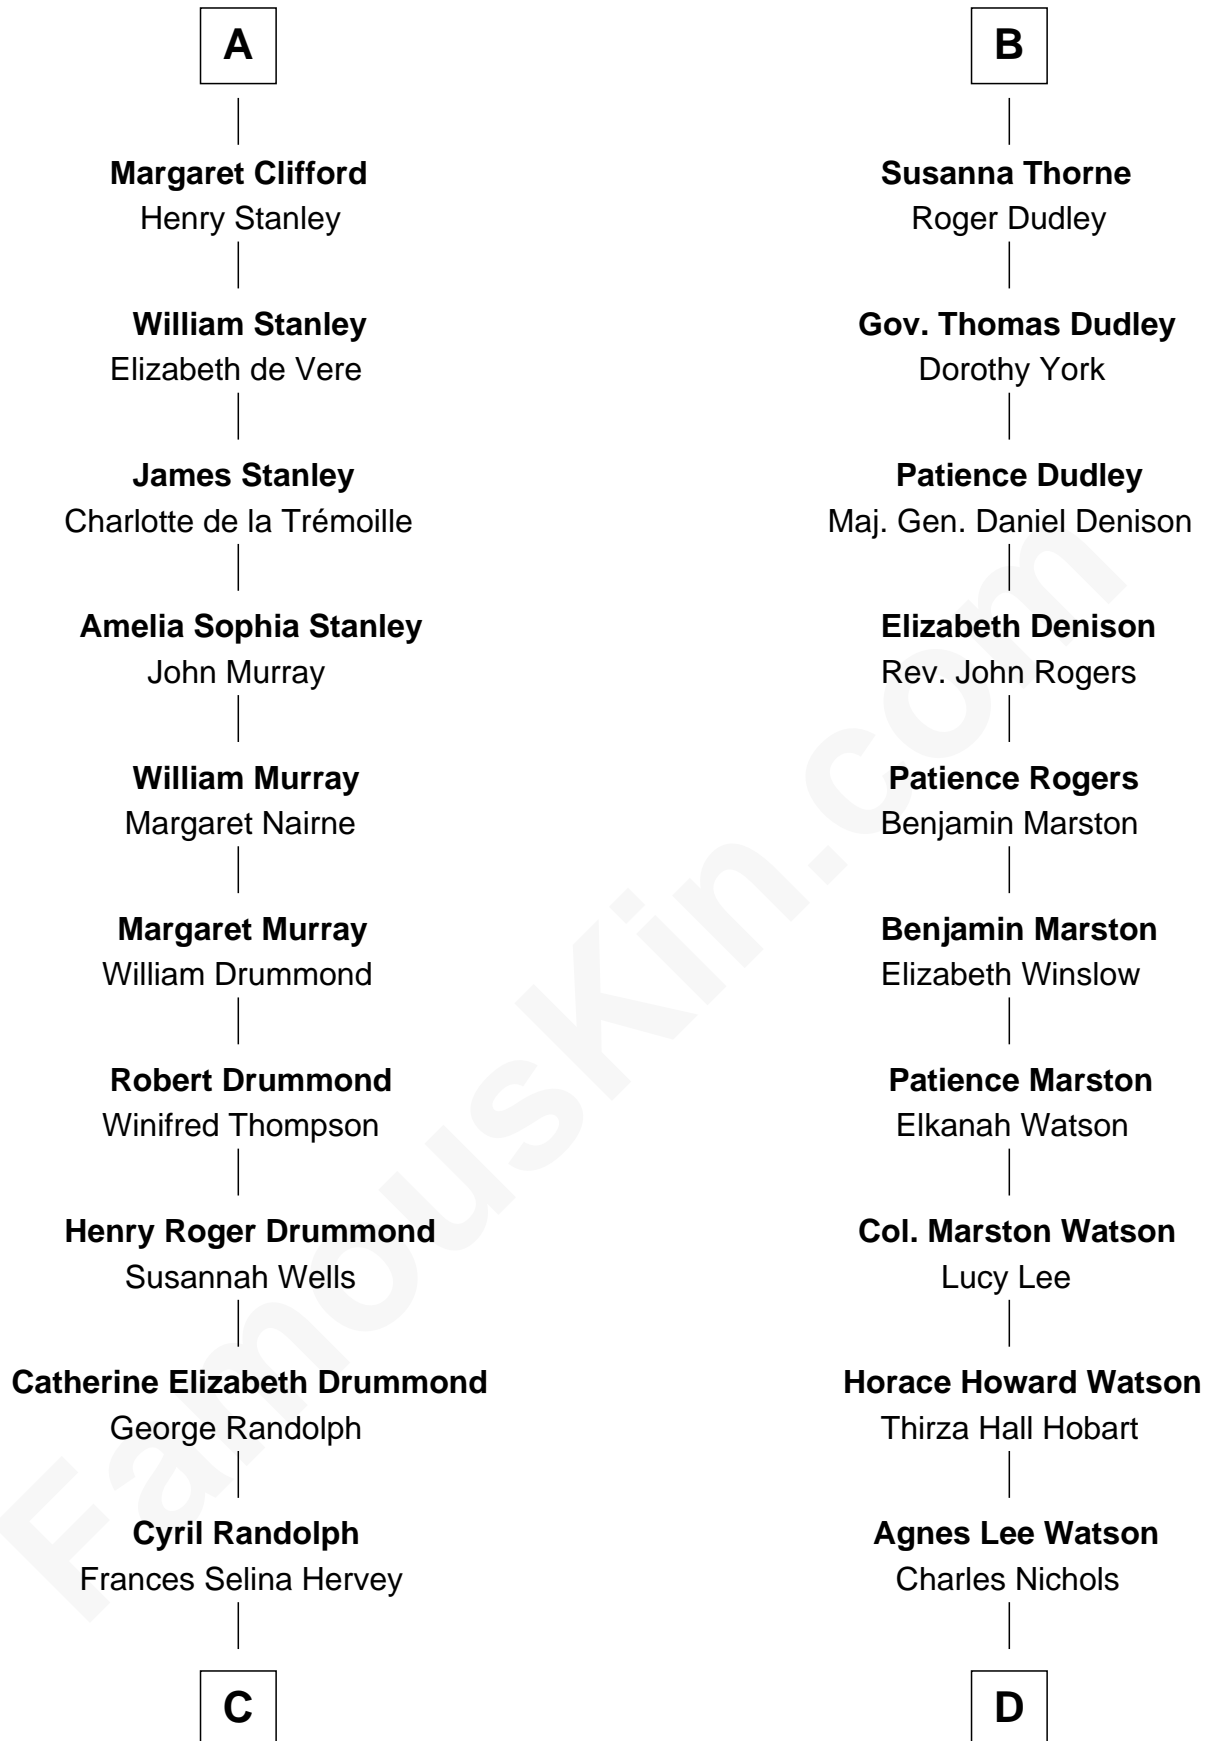 A
Margaret Clifford
Henry Stanley
William Stanley
Elizabeth de Vere
James Stanley
Charlotte de la Trémoille
Amelia Sophia Stanley
John Murray
William Murray
Margaret Nairne
Margaret Murray
William Drummond
Robert Drummond
Winifred Thompson
Henry Roger Drummond
Susannah Wells
Catherine Elizabeth Drummond
George Randolph
Cyril Randolph
Frances Selina Hervey
C
B
Susanna Thorne
Roger Dudley
Gov. Thomas Dudley
Dorothy York
Patience Dudley
Maj. Gen. Daniel Denison
Elizabeth Denison
Rev. John Rogers
Patience Rogers
Benjamin Marston
Benjamin Marston
Elizabeth Winslow
Patience Marston
Elkanah Watson
Col. Marston Watson
Lucy Lee
Horace Howard Watson
Thirza Hall Hobart
Agnes Lee Watson
Charles Nichols
D
FamousKin.com